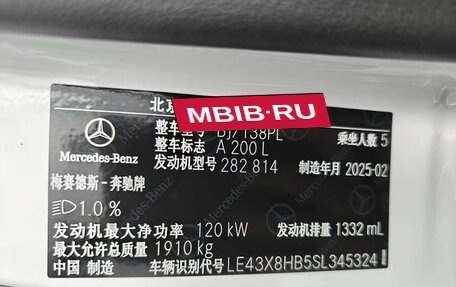 北京
MBIB·RU
Mercedes-Benz
整车型号 BJ7138PL 乘坐人数 5
整车标志 A 200 L
发动机型号 282 814 制造年月 2025-02
梅赛德斯-奔驰牌
1.0 %
发动机最大净功率 120 kW 发动机排量 1332 mL
最大允许总质量 1910 kg
中国 制造 车辆识别代号 LE43X8HB5SL345324